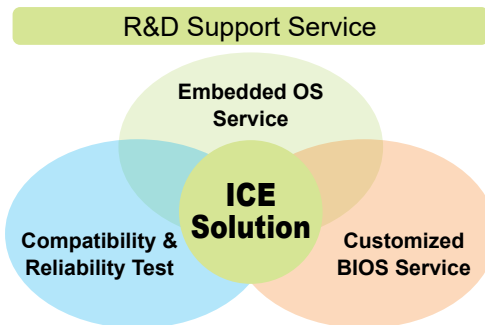 R&D Support Service
Embedded OS
Service
ICE
Solution
Compatibility &
Reliability Test
Customized
BIOS Service